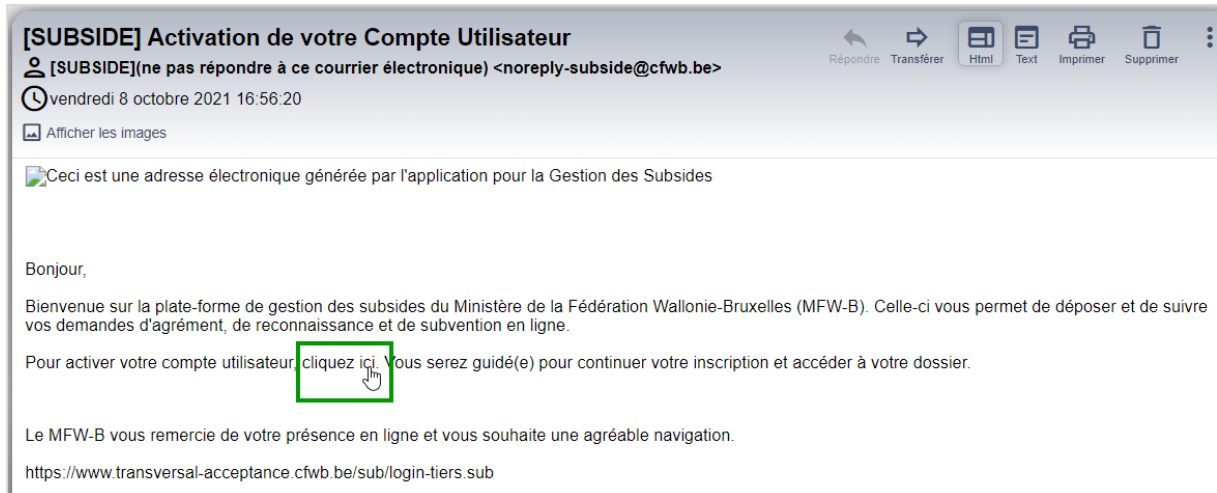 [SUBSIDE] Activation de votre Compte Utilisateur
Répondre Transférer Html Text Imprimer Supprimer
[SUBSIDE](ne pas répondre à ce courrier électronique) <noreply-subside@cfwb.be>
vendredi 8 octobre 2021 16:56:20
Afficher les images
Ceci est une adresse électronique générée par l'application pour la Gestion des Subsides
Bonjour,
Bienvenue sur la plate-forme de gestion des subsides du Ministère de la Fédération Wallonie-Bruxelles (MFW-B). Celle-ci vous permet de déposer et de suivre
vos demandes d'agrément, de reconnaissance et de subvention en ligne.
Pour activer votre compte utilisateur, cliquez ici. Vous serez guidé(e) pour continuer votre inscription et accéder à votre dossier.
Le MFW-B vous remercie de votre présence en ligne et vous souhaite une agréable navigation.
https://www.transversal-acceptance.cfwb.be/sub/login-tiers.sub